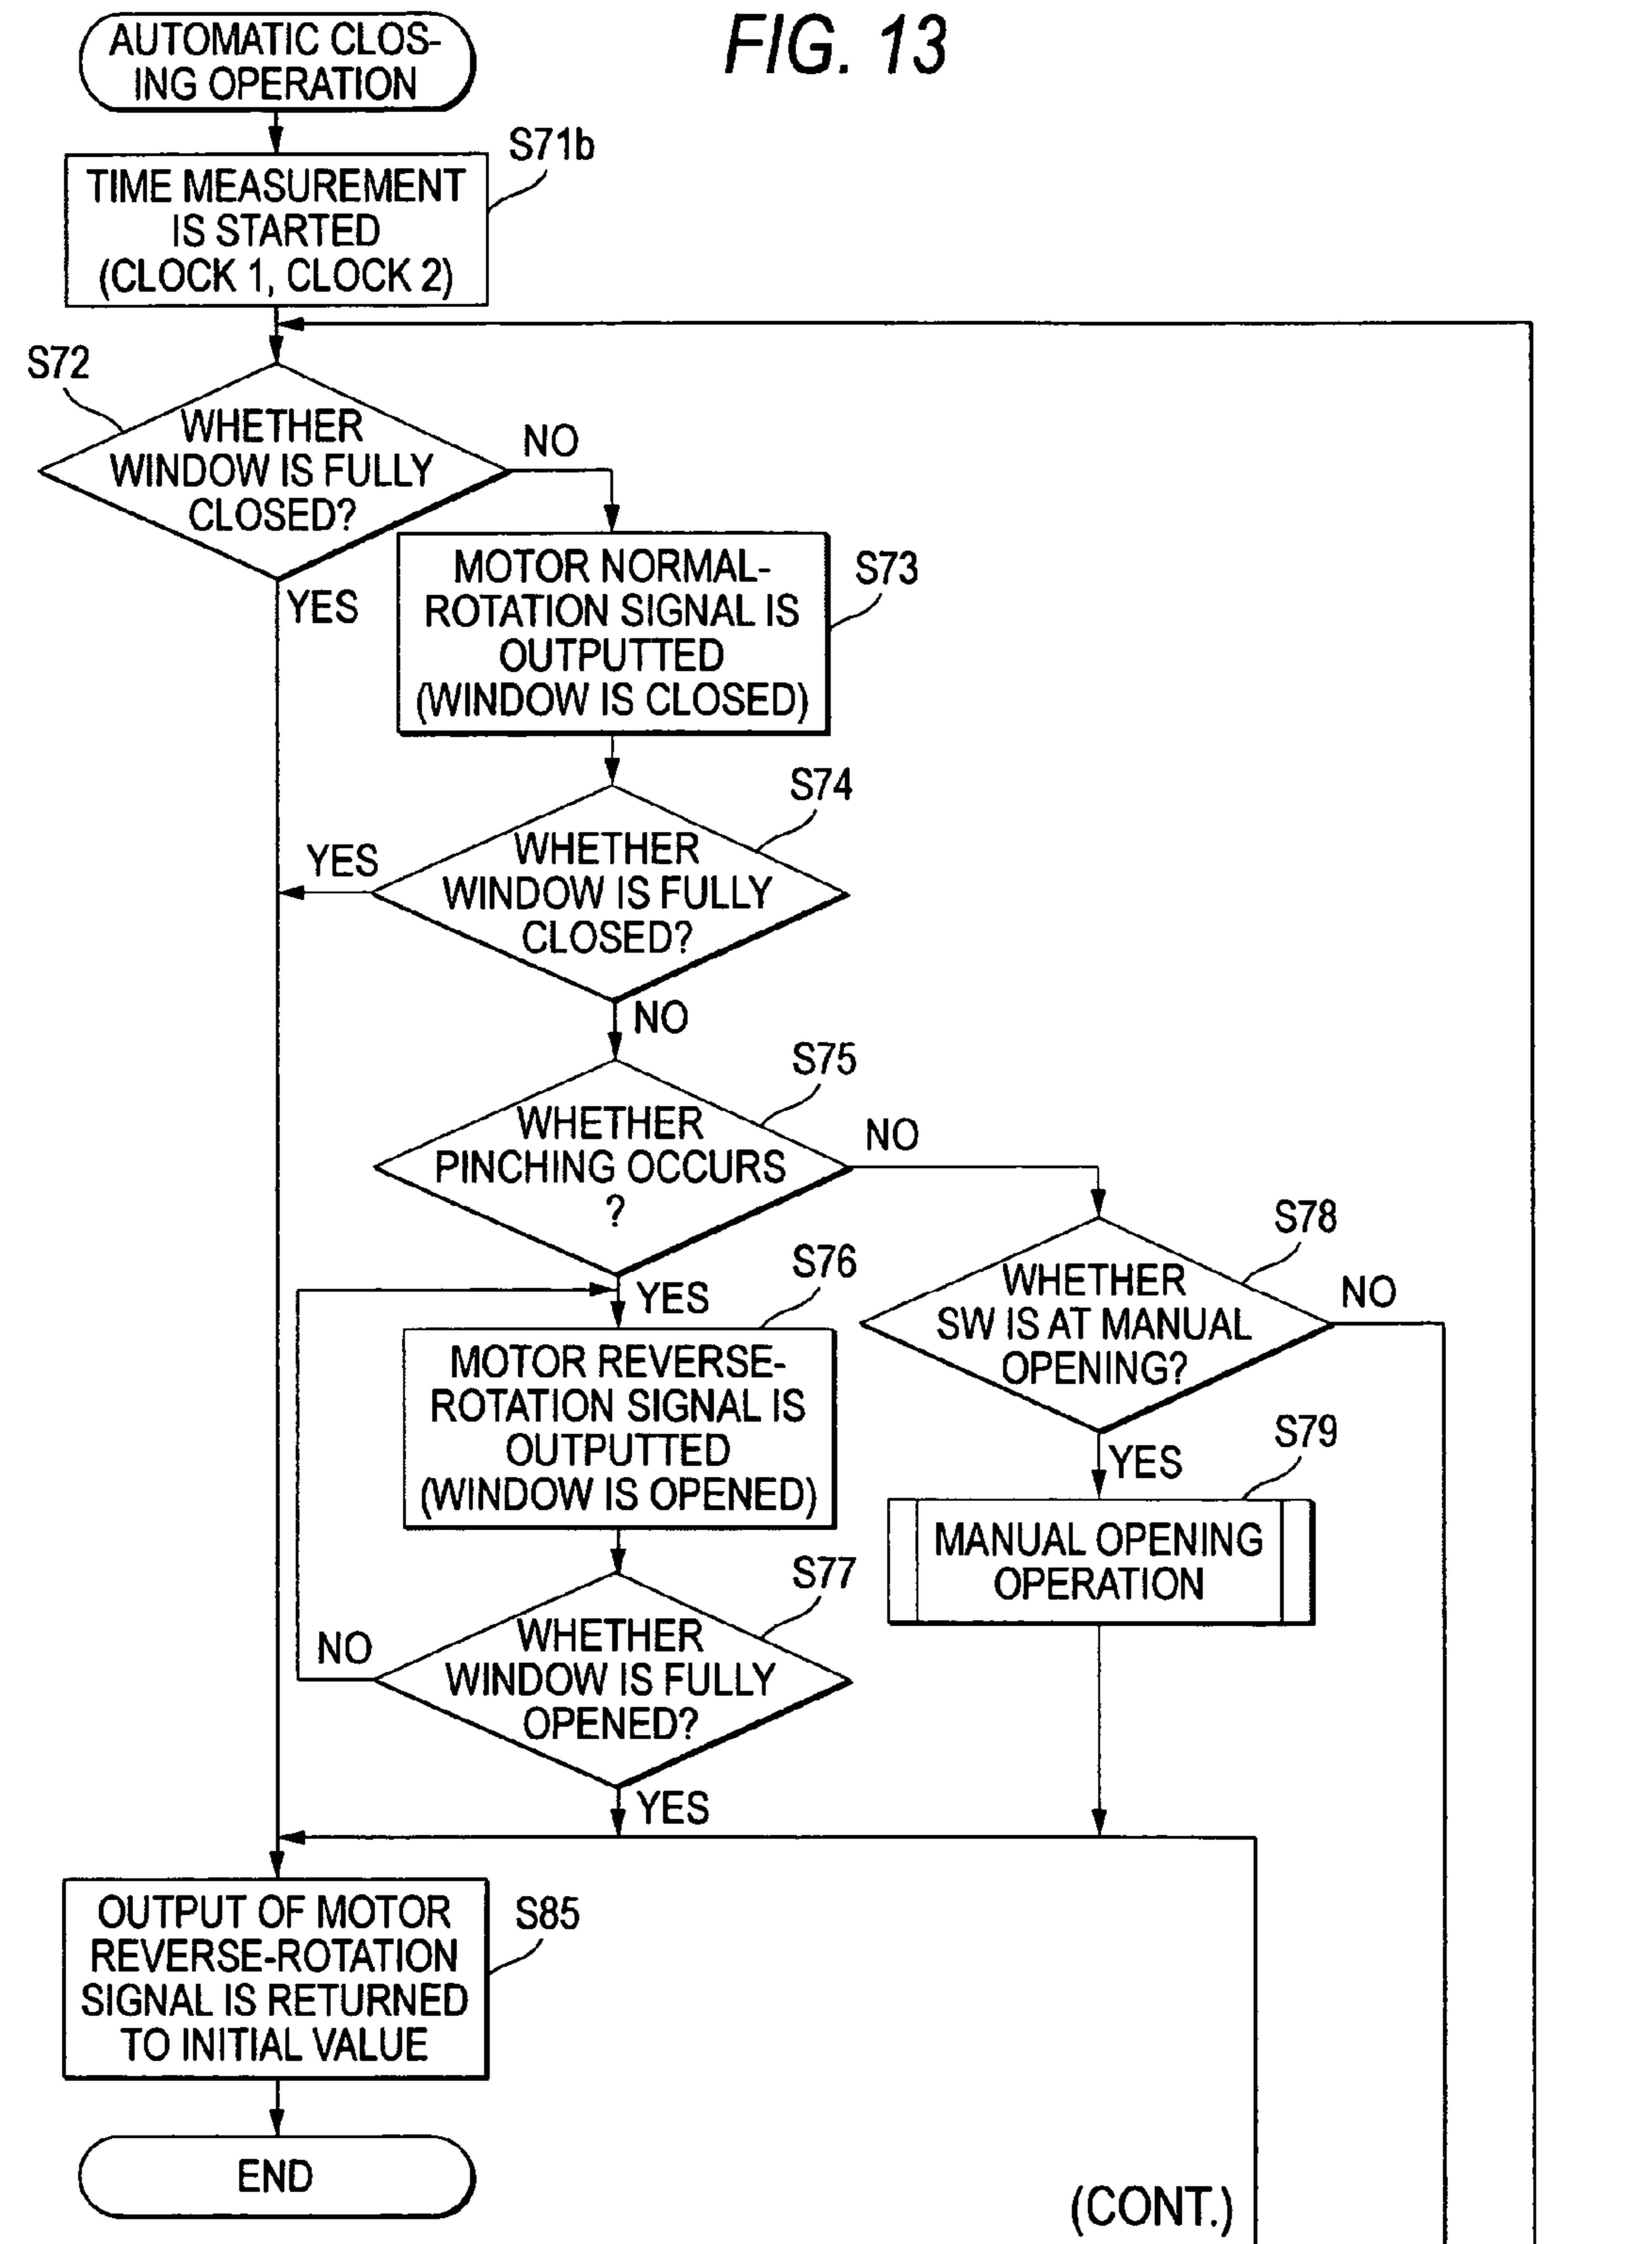 FIG. 13
AUTOMATIC CLOS-
ING OPERATION
S71b
TIME MEASUREMENT
IS STARTED
(CLOCK 1, CLOCK 2)
S72
WHETHER
WINDOW IS FULLY
CLOSED?
NO
YES
S73
MOTOR NORMAL-
ROTATION SIGNAL IS
OUTPUTTED
(WINDOW IS CLOSED)
S74
WHETHER
WINDOW IS FULLY
CLOSED?
YES
NO
S75
WHETHER
PINCHING OCCURS
?
NO
YES
S76
MOTOR REVERSE-
ROTATION SIGNAL IS
OUTPUTTED
(WINDOW IS OPENED)
S78
WHETHER
SW IS AT MANUAL
OPENING?
NO
YES
S79
MANUAL OPENING
OPERATION
S77
WHETHER
WINDOW IS FULLY
OPENED?
NO
YES
S85
OUTPUT OF MOTOR
REVERSE-ROTATION
SIGNAL IS RETURNED
TO INITIAL VALUE
END
(CONT.)